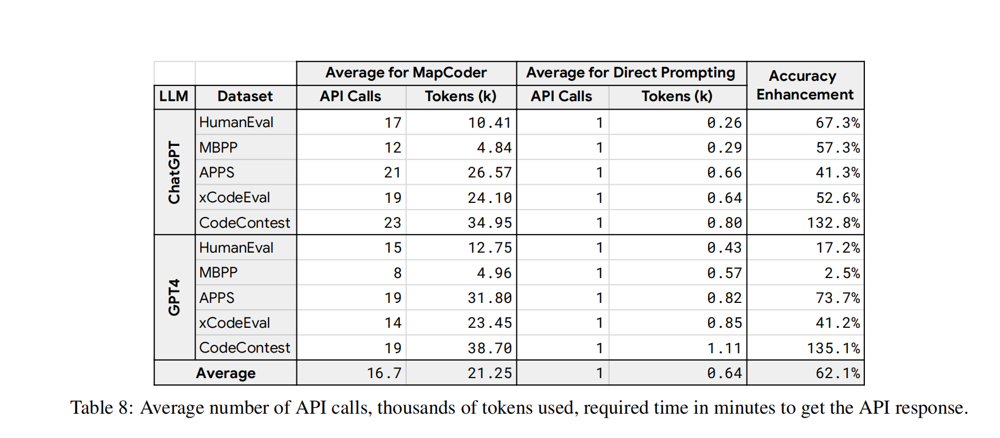 Average for MapCoder Average for Direct Prompting Accuracy Enhancement
LLM Dataset API Calls Tokens (k) API Calls Tokens (k)
ChatGPT
HumanEval 17 10.41 1 0.26 67.3%
MBPP 12 4.84 1 0.29 57.3%
APPS 21 26.57 1 0.66 41.3%
xCodeEval 19 24.10 1 0.64 52.6%
CodeContest 23 34.95 1 0.80 132.8%
GPT4
HumanEval 15 12.75 1 0.43 17.2%
MBPP 8 4.96 1 0.57 2.5%
APPS 19 31.80 1 0.82 73.7%
xCodeEval 14 23.45 1 0.85 41.2%
CodeContest 19 38.70 1 1.11 135.1%
Average 16.7 21.25 1 0.64 62.1%
Table 8: Average number of API calls, thousands of tokens used, required time in minutes to get the API response.